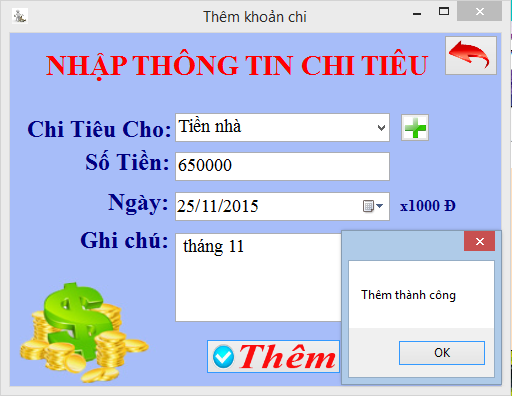 Thêm khoản chi
NHẬP THÔNG TIN CHI TIÊU
Chi Tiêu Cho: Tiền nhà
Số Tiền: 650000
Ngày: 25/11/2015 x1000 Đ
Ghi chú: tháng 11
Thêm thành công
OK
Thêm